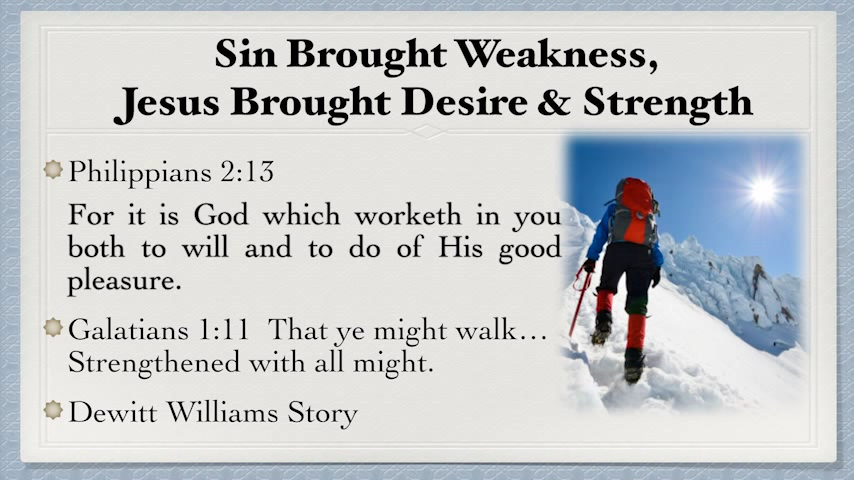 Sin Brought Weakness,
Jesus Brought Desire & Strength
Philippians 2:13
For it is God which worketh in you
both to will and to do of His good
pleasure.
Galatians 1:11  That ye might walk…
Strengthened with all might.
Dewitt Williams Story